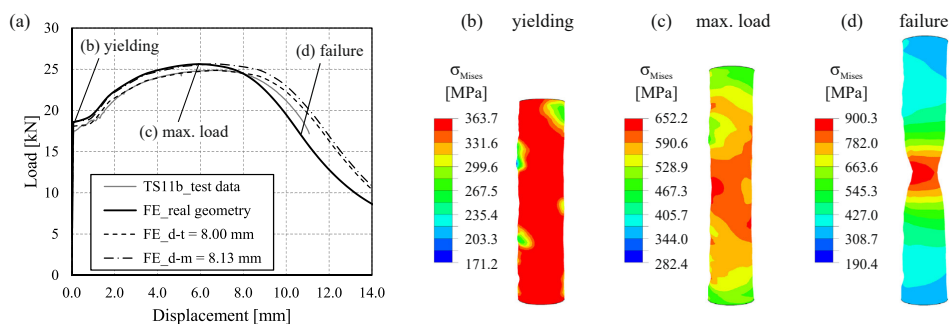 (a)
30
25
20
15
10
5
0
Load [kN]
0.0 2.0 4.0 6.0 8.0 10.0 12.0 14.0
Displacement [mm]
(b) yielding
(c) max. load
(d) failure
TS11b_test data
FE_real geometry
FE_d-t = 8.00 mm
FE_d-m = 8.13 mm
(b) yielding
σMises
[MPa]
363.7
331.6
299.6
267.5
235.4
203.3
171.2
(c) max. load
σMises
[MPa]
652.2
590.6
528.9
467.3
405.7
344.0
282.4
(d) failure
σMises
[MPa]
900.3
782.0
663.6
545.3
427.0
308.7
190.4